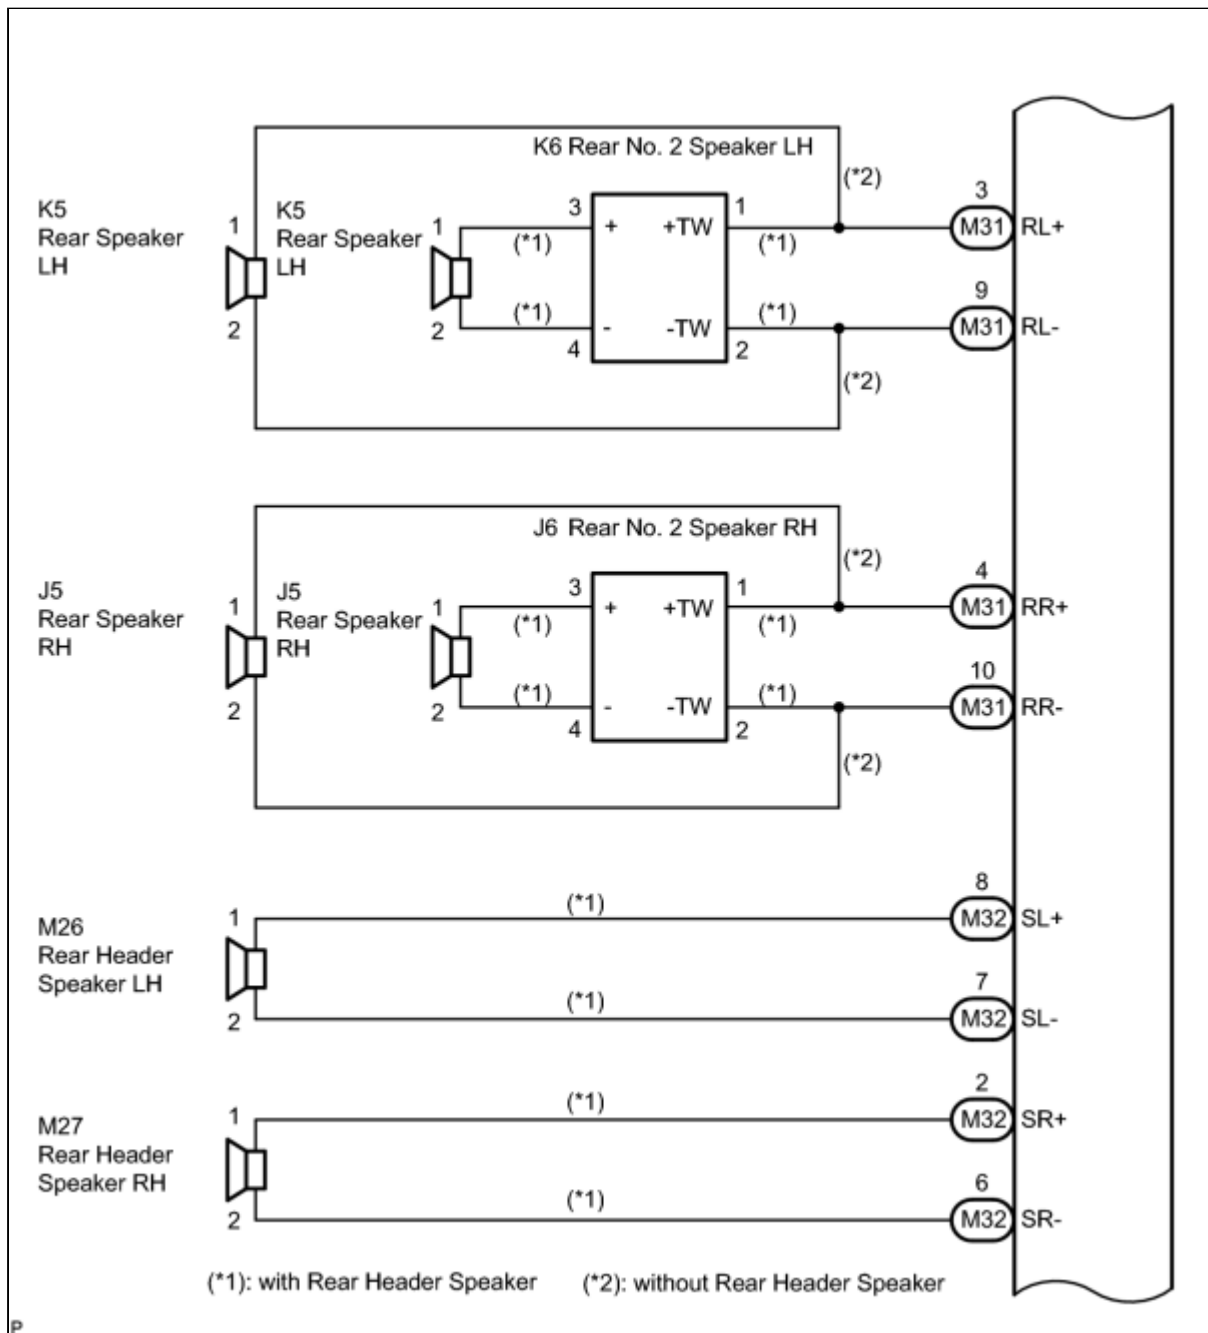 K6 Rear No. 2 Speaker LH
(*2)
3
K5
Rear Speaker
LH
1
K5
Rear Speaker
LH
1
3
(*1)
+
+TW
1
(*1)
M31
RL+
9
2
2
(*1)
4
-
-TW
(*1)
2
M31
RL-
(*2)
J6 Rear No. 2 Speaker RH
(*2)
4
J5
Rear Speaker
RH
1
J5
Rear Speaker
RH
1
3
(*1)
+
+TW
1
(*1)
M31
RR+
10
2
2
(*1)
4
-
-TW
(*1)
2
M31
RR-
(*2)
M26
Rear Header
Speaker LH
1
(*1)
8
M32
SL+
2
(*1)
7
M32
SL-
M27
Rear Header
Speaker RH
1
(*1)
2
M32
SR+
2
(*1)
6
M32
SR-
(*1): with Rear Header Speaker
(*2): without Rear Header Speaker
P